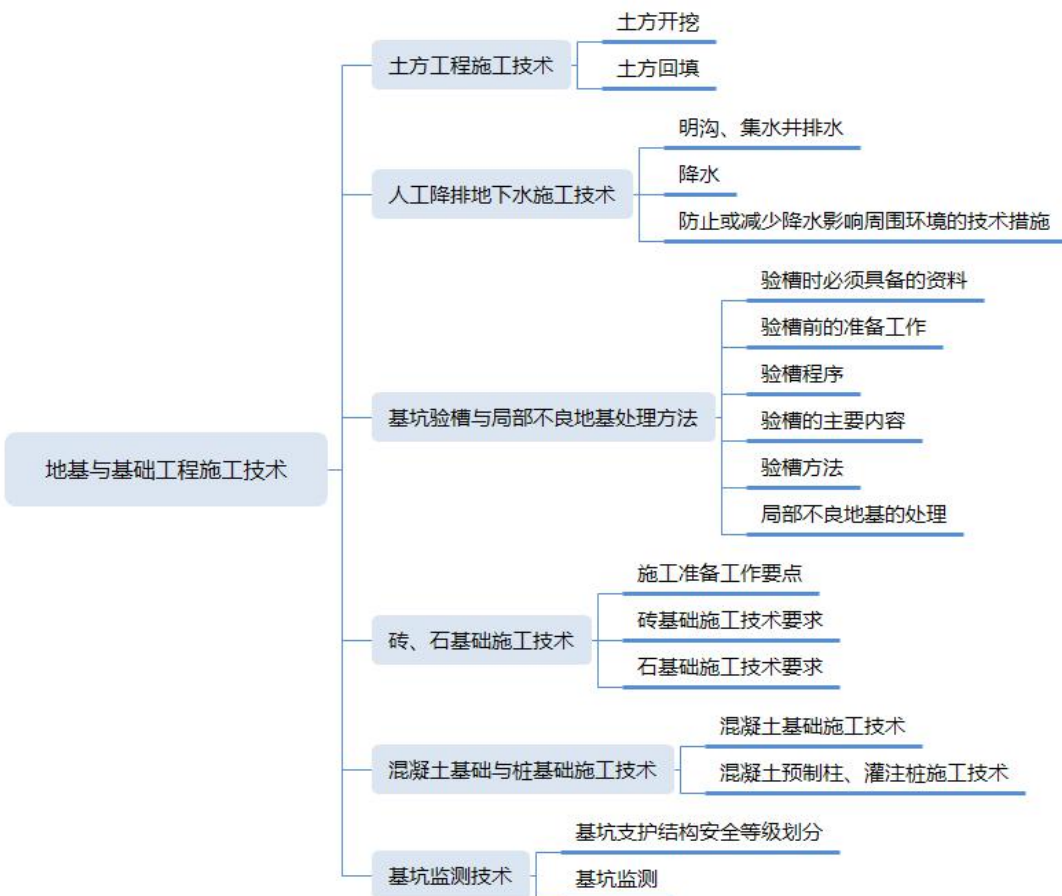 地基与基础工程施工技术
土方工程施工技术
土方开挖
土方回填
人工降排地下水施工技术
明沟、集水井排水
降水
防止或减少降水影响周围环境的技术措施
基坑验槽与局部不良地基处理方法
验槽时必须具备的资料
验槽前的准备工作
验槽程序
验槽的主要内容
验槽方法
局部不良地基的处理
砖、石基础施工技术
施工准备工作要点
砖基础施工技术要求
石基础施工技术要求
混凝土基础与桩基础施工技术
混凝土基础施工技术
混凝土预制柱、灌注桩施工技术
基坑监测技术
基坑支护结构安全等级划分
基坑监测